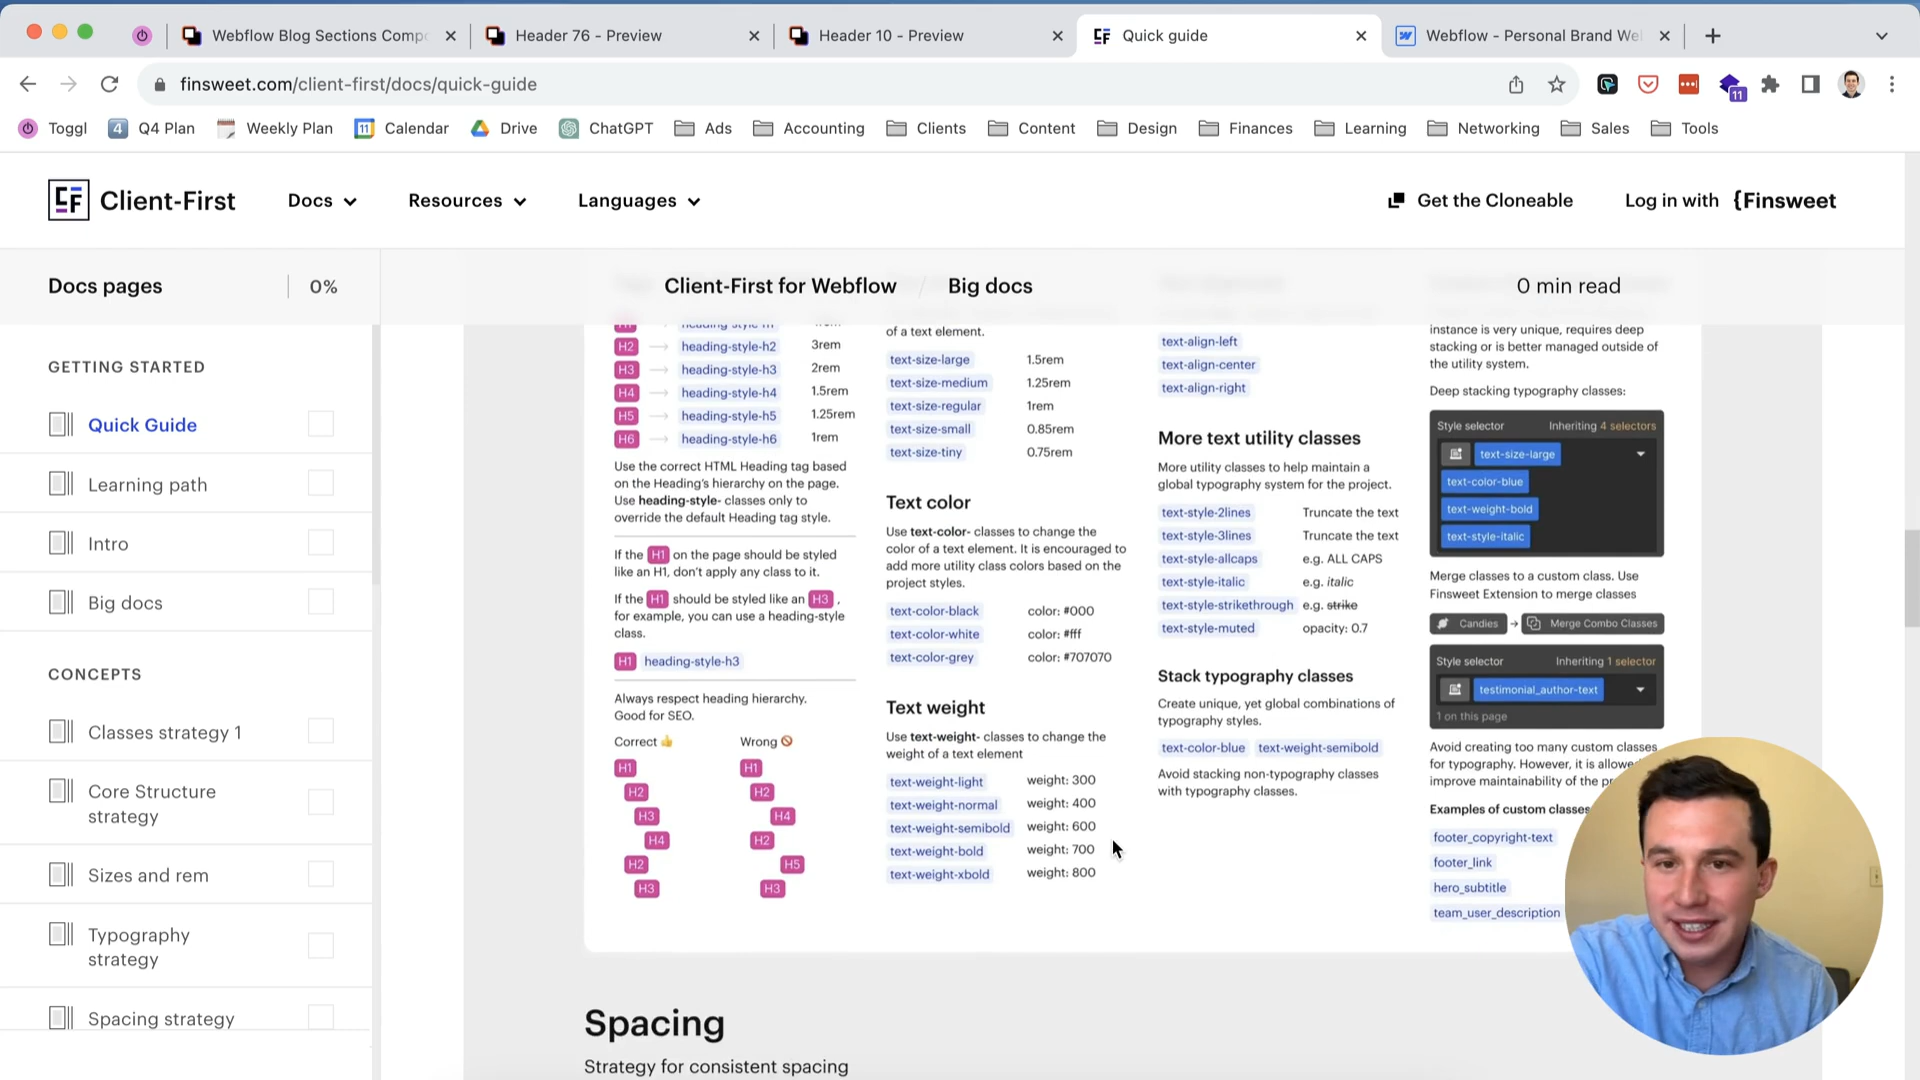 Webflow Blog Sections Compo
Header 76 - Preview
Header 10 - Preview
Quick guide
Webflow - Personal Brand We
finsweet.com/client-first/docs/quick-guide
11
Toggl
4 Q4 Plan
Weekly Plan
11 Calendar
Drive
ChatGPT
Ads
Accounting
Clients
Content
Design
Finances
Learning
Networking
Sales
Tools
Client-First
Docs
Resources
Languages
Get the Cloneable
Log in with {Finsweet
Docs pages
0%
Client-First for Webflow / Big docs
0 min read
GETTING STARTED
Quick Guide
Learning path
Intro
Big docs
CONCEPTS
Classes strategy 1
Core Structure
strategy
Sizes and rem
Typography
strategy
Spacing strategy
H2 → heading-style-h2 3rem
H3 → heading-style-h3 2rem
H4 → heading-style-h4 1.5rem
H5 → heading-style-h5 1.25rem
H6 → heading-style-h6 1rem
Use the correct HTML Heading tag based
on the Heading's hierarchy on the page.
Use heading-style- classes only to
override the default Heading tag style.
If the H1 on the page should be styled
like an H1, don't apply any class to it.
If the H1 should be styled like an H3 ,
for example, you can use a heading-style
class.
H1 heading-style-h3
Always respect heading hierarchy.
Good for SEO.
Correct 👍
H1
H2
H3
H4
H2
H3
Wrong 🚫
H1
H2
H4
H2
H5
H3
of a text element.
text-size-large 1.5rem
text-size-medium 1.25rem
text-size-regular 1rem
text-size-small 0.85rem
text-size-tiny 0.75rem
Text color
Use text-color- classes to change the
color of a text element. It is encouraged to
add more utility class colors based on the
project styles.
text-color-black color: #000
text-color-white color: #fff
text-color-grey color: #707070
Text weight
Use text-weight- classes to change the
weight of a text element
text-weight-light weight: 300
text-weight-normal weight: 400
text-weight-semibold weight: 600
text-weight-bold weight: 700
text-weight-xbold weight: 800
text-align-left
text-align-center
text-align-right
More text utility classes
More utility classes to help maintain a
global typography system for the project.
text-style-2lines Truncate the text
text-style-3lines Truncate the text
text-style-allcaps e.g. ALL CAPS
text-style-italic e.g. italic
text-style-strikethrough e.g. strike
text-style-muted opacity: 0.7
Stack typography classes
Create unique, yet global combinations of
typography styles.
text-color-blue text-weight-semibold
Avoid stacking non-typography classes
with typography classes.
instance is very unique, requires deep
stacking or is better managed outside of
the utility system.
Deep stacking typography classes:
Style selector Inheriting 4 selectors
text-size-large
text-color-blue
text-weight-bold
text-style-italic
Merge classes to a custom class. Use
Finsweet Extension to merge classes
Candies → Merge Combo Classes
Style selector Inheriting 1 selector
testimonial_author-text
1 on this page
Avoid creating too many custom classes
for typography. However, it is allowe
improve maintainability of the p
Examples of custom classes
footer_copyright-text
footer_link
hero_subtitle
team_user_description
Spacing
Strategy for consistent spacing